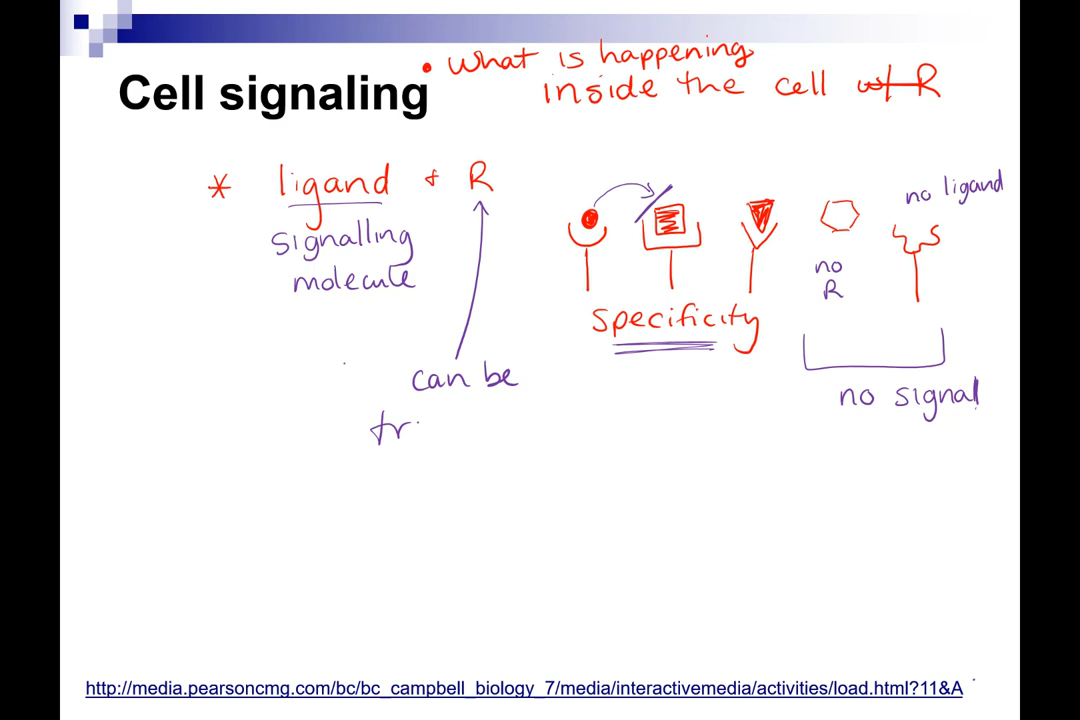 • What is happening
Cell signaling
inside the cell w/ R
* ligand & R
signalling
molecule
no ligand
no
R
specificity
can be
no signal
tr
http://media.pearsoncmg.com/bc/bc_campbell_biology_7/media/interactivemedia/activities/load.html?11&A